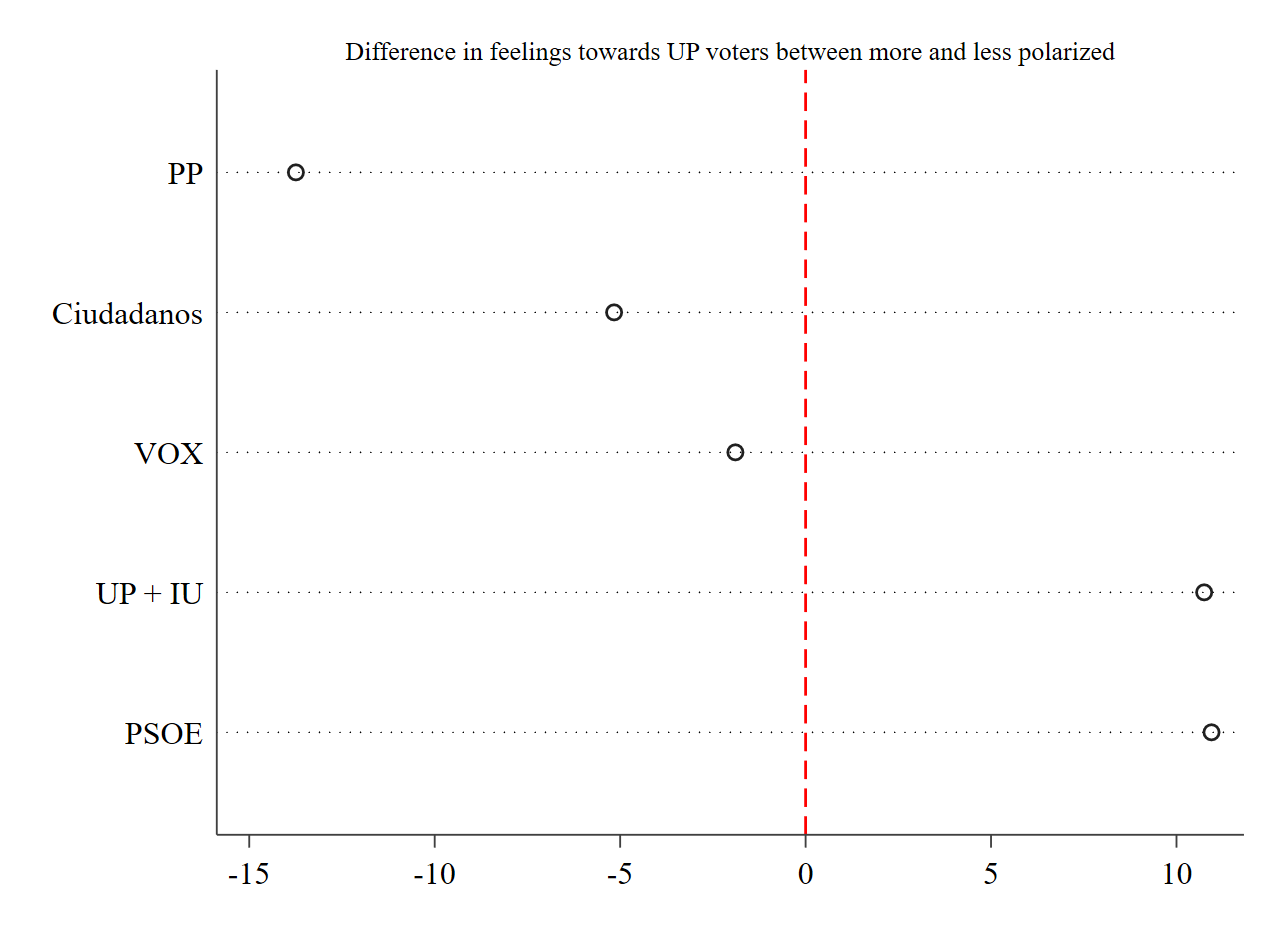 Difference in feelings towards UP voters between more and less polarized
PP
Ciudadanos
VOX
UP + IU
PSOE
-15 -10 -5 0 5 10